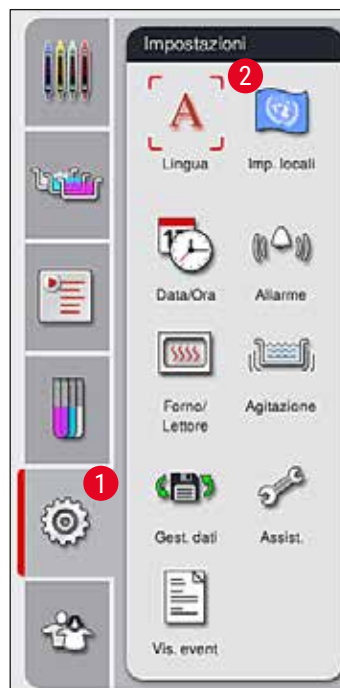 Impostazioni
2
A
Lingua
Imp. locali
Data/Ora
Allarme
Forno/
Lettore
Agitazione
1
Gest. dati
Assist.
Vis. event